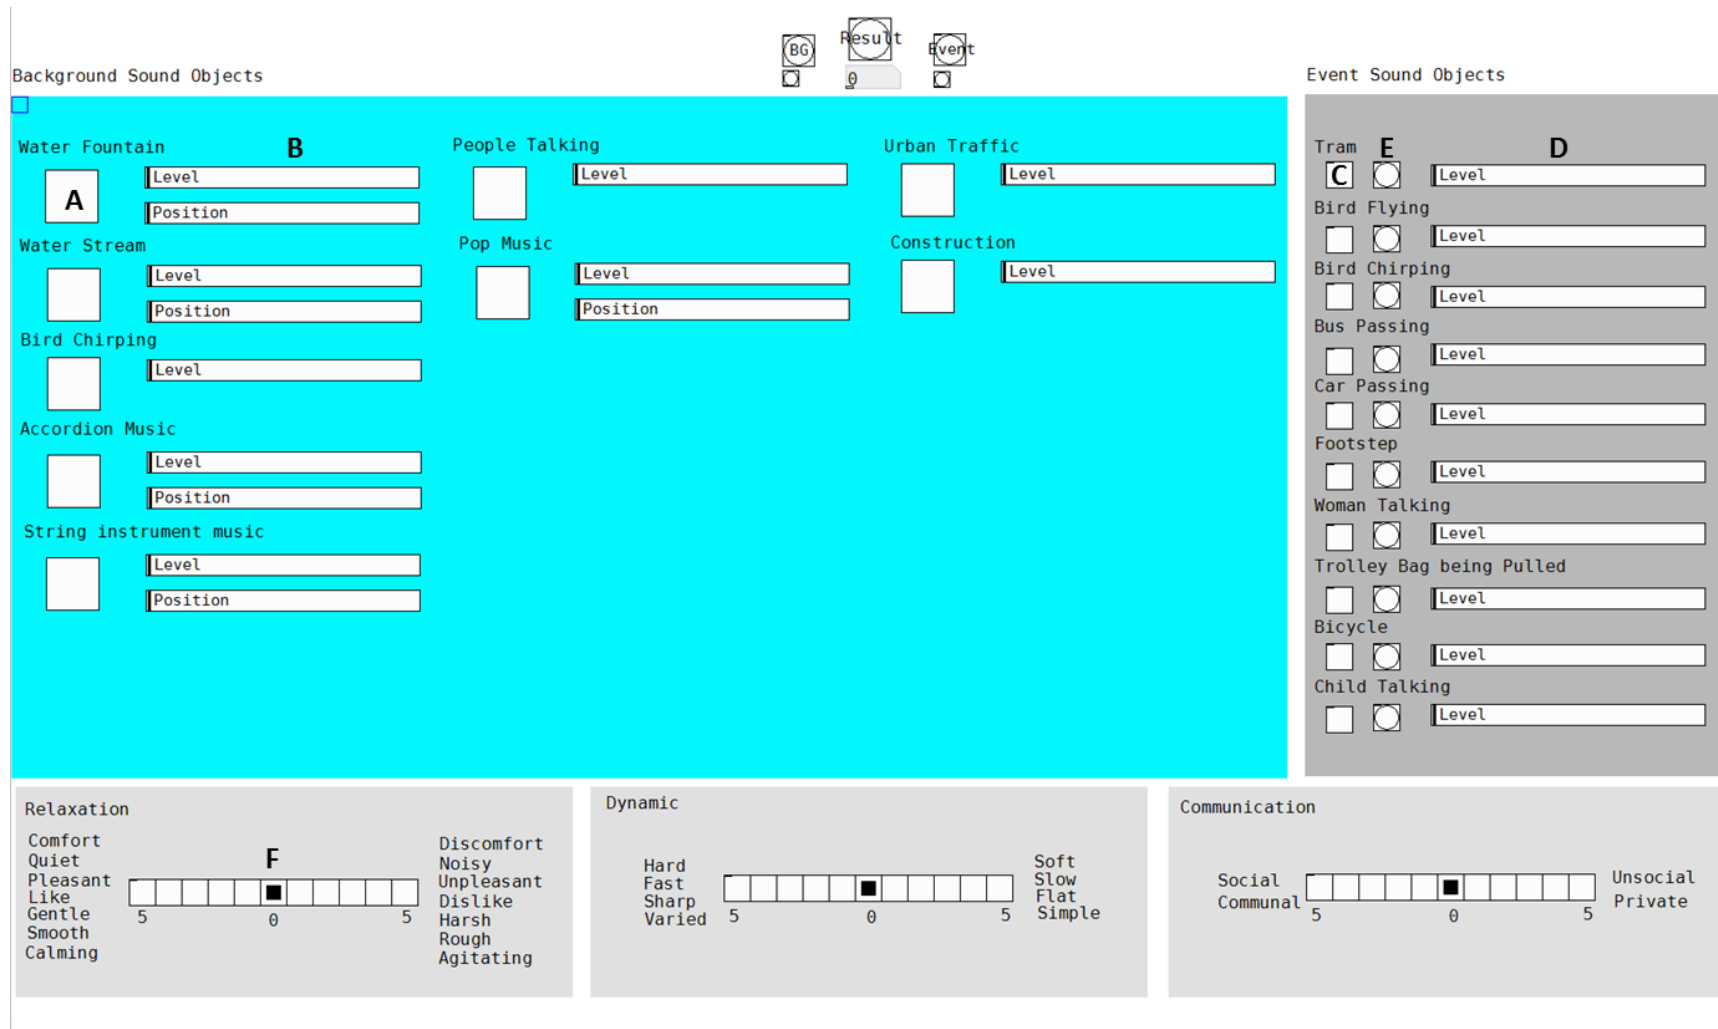 BG
Result
Event
0
Background Sound Objects
Event Sound Objects
Water Fountain
B
A
Level
Position
Water Stream
Level
Position
Bird Chirping
Level
Accordion Music
Level
Position
String instrument music
Level
Position
People Talking
Level
Pop Music
Level
Position
Urban Traffic
Level
Construction
Level
Tram
E
D
C
Level
Bird Flying
Level
Bird Chirping
Level
Bus Passing
Level
Car Passing
Level
Footstep
Level
Woman Talking
Level
Trolley Bag being Pulled
Level
Bicycle
Level
Child Talking
Level
Relaxation
Comfort
Quiet
Pleasant
Like
Gentle
Smooth
Calming
F
5
0
5
Discomfort
Noisy
Unpleasant
Dislike
Harsh
Rough
Agitating
Dynamic
Hard
Fast
Sharp
Varied
5
0
5
Soft
Slow
Flat
Simple
Communication
Social
Communal
5
0
5
Unsocial
Private